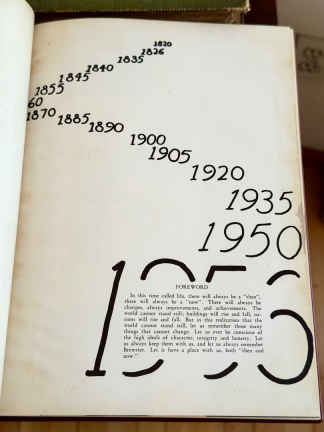 1820
1826
1835
1840
1845
1855
60
1870
1885
1890
1900
1905
1920
1935
1950
1953
FOREWORD
In this time called life, there will always be a "then",
there will always be a "now". There will always be
changes, always improvements, and achievements. The
world cannot stand still; buildings will rise and fall, na-
tions will rise and fall. But in this realization that the
world cannot stand still, let us remember those many
things that cannot change. Let us ever be conscious of
the high ideals of character, integrity and honesty. Let
us always keep them with us, and let us always remember
Let it have a place with us, both "then and
now".